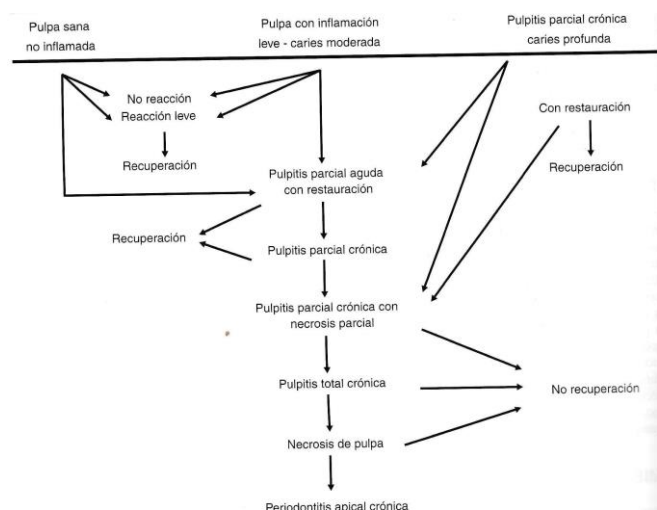 Pulpa sana
no inflamada
Pulpa con inflamación
leve - caries moderada
Pulpitis parcial crónica
caries profunda
No reacción
Reacción leve
Recuperación
Con restauración
Recuperación
Pulpitis parcial aguda
con restauración
Recuperación
Pulpitis parcial crónica
Pulpitis parcial crónica con
necrosis parcial
Pulpitis total crónica
No recuperación
Necrosis de pulpa
Periodontitis apical crónica